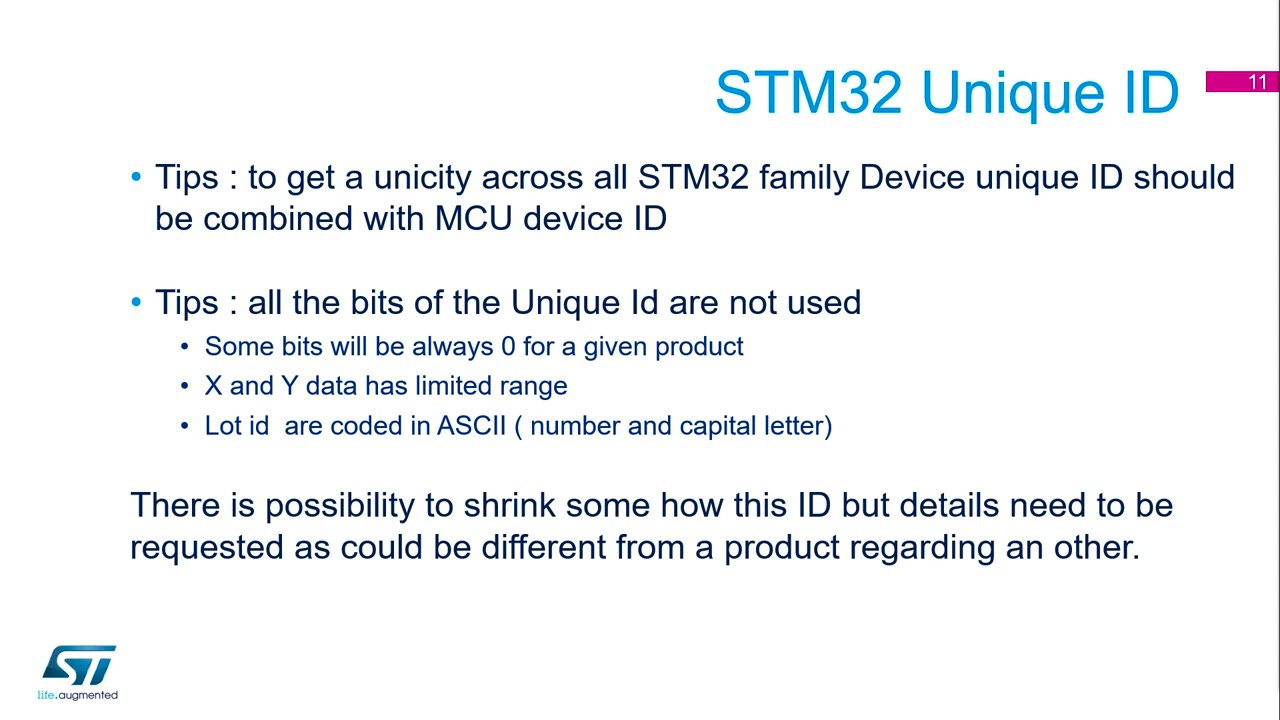 STM32 Unique ID
11
• Tips : to get a unicity across all STM32 family Device unique ID should
be combined with MCU device ID
• Tips : all the bits of the Unique Id are not used
• Some bits will be always 0 for a given product
• X and Y data has limited range
• Lot id  are coded in ASCII ( number and capital letter)
There is possibility to shrink some how this ID but details need to be
requested as could be different from a product regarding an other.
ST
life.augmented